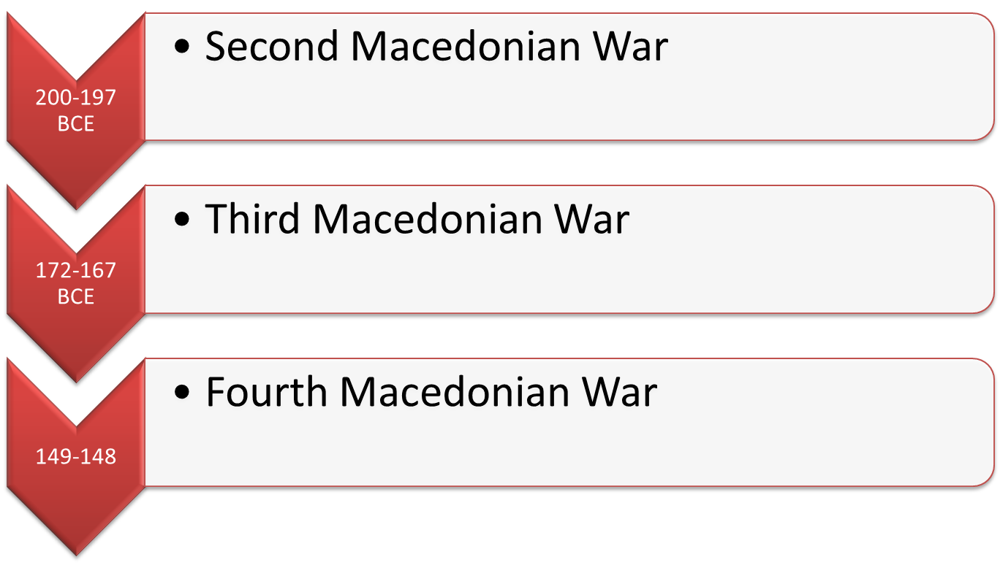 200-197
BCE
• Second Macedonian War
172-167
BCE
• Third Macedonian War
149-148
• Fourth Macedonian War